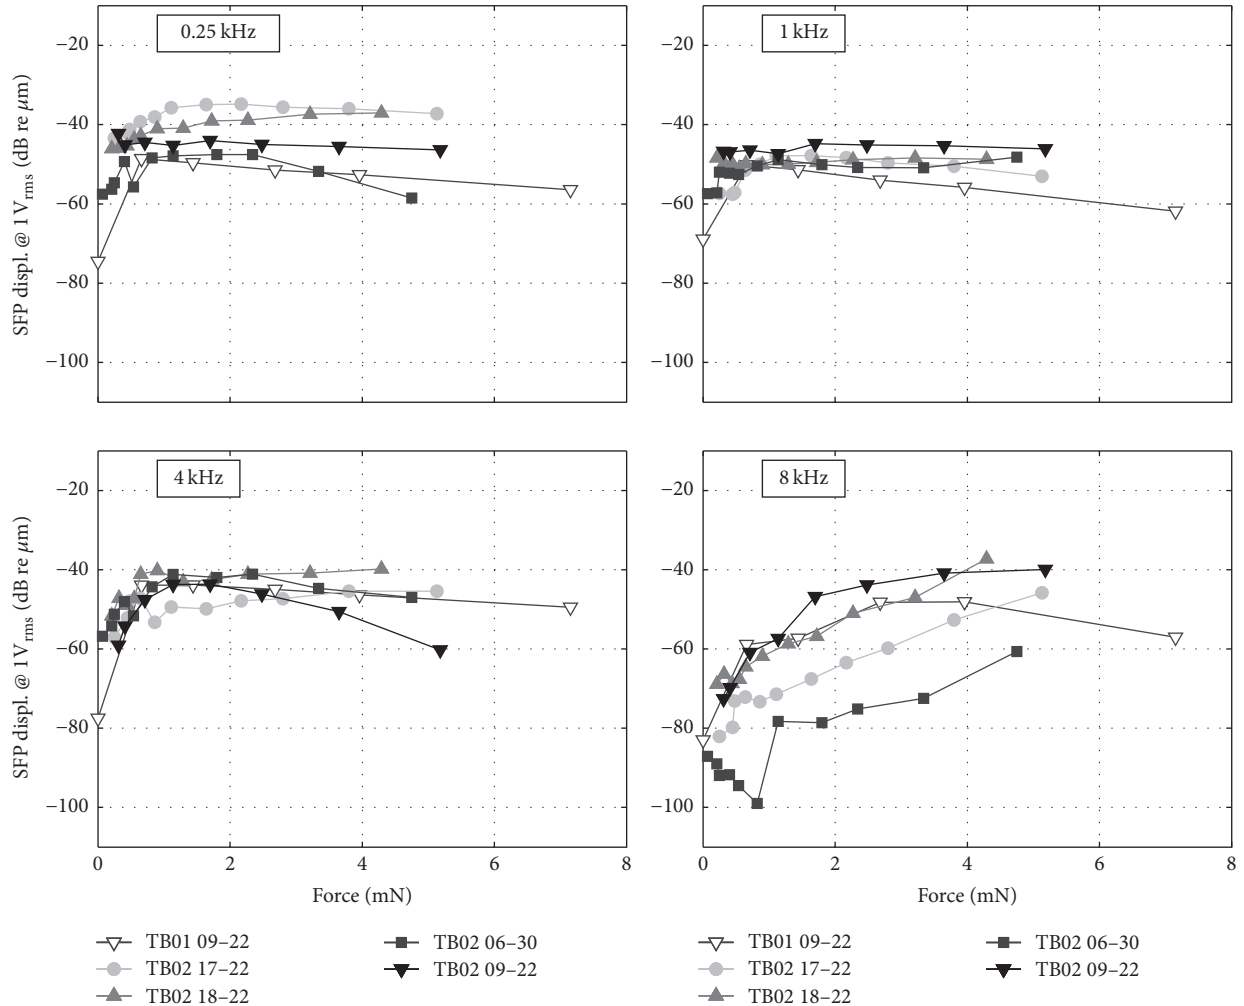 0.25 kHz
1 kHz
−20
−40
−60
−80
−100
−20
−40
−60
−80
−100
SFP displ. @ 1 Vrms (dB re μm)
4 kHz
8 kHz
−20
−40
−60
−80
−100
−20
−40
−60
−80
−100
SFP displ. @ 1 Vrms (dB re μm)
0 2 4 6 8
0 2 4 6 8
Force (mN)
Force (mN)
TB01 09–22
TB02 17–22
TB02 18–22
TB02 06–30
TB02 09–22
TB01 09–22
TB02 17–22
TB02 18–22
TB02 06–30
TB02 09–22